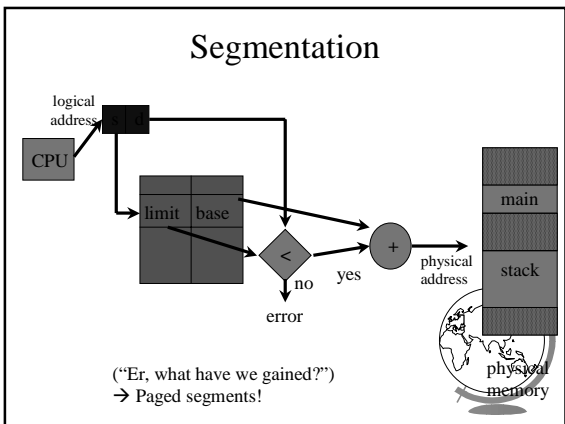 Segmentation
logical
address
s d
CPU
limit base
<
no
yes
error
+
physical
address
main
stack
physical
memory
(“Er, what have we gained?”)
→ Paged segments!